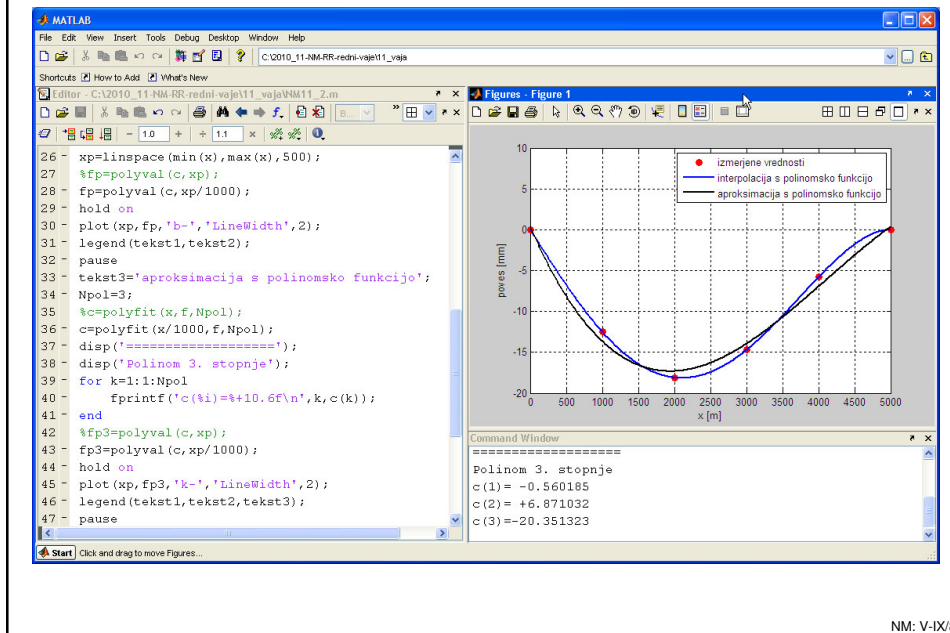 MATLAB
File Edit View Insert Tools Debug Desktop Window Help
C:\2010_11-NM-RR-redni-vaje\11_vaja
Shortcuts How to Add What's New
Editor - C:\2010_11-NM-RR-redni-vaje\11_vaja\NM11_2.m
B...
- 1.0 + ÷ 1.1 ×
26 - xp=linspace(min(x),max(x),500);
27 %fp=polyval(c,xp);
28 - fp=polyval(c,xp/1000);
29 - hold on
30 - plot(xp,fp,'b-','LineWidth',2);
31 - legend(tekst1,tekst2);
32 - pause
33 - tekst3='aproksimacija s polinomsko funkcijo';
34 - Npol=3;
35 %c=polyfit(x,f,Npol);
36 - c=polyfit(x/1000,f,Npol);
37 - disp('===================');
38 - disp('Polinom 3. stopnje');
39 - for k=1:1:Npol
40 - fprintf('c(%i)=%+10.6f\n',k,c(k));
41 - end
42 %fp3=polyval(c,xp);
43 - fp3=polyval(c,xp/1000);
44 - hold on
45 - plot(xp,fp3,'k-','LineWidth',2);
46 - legend(tekst1,tekst2,tekst3);
47 - pause
Figures - Figure 1
izmerjene vrednosti
interpolacija s polinomsko funkcijo
aproksimacija s polinomsko funkcijo
10
5
0
-5
-10
-15
-20
poves [mm]
0 500 1000 1500 2000 2500 3000 3500 4000 4500 5000
x [m]
Command Window
===================
Polinom 3. stopnje
c(1)= -0.560185
c(2)= +6.871032
c(3)=-20.351323
Start Click and drag to move Figures...
NM: V-IX/